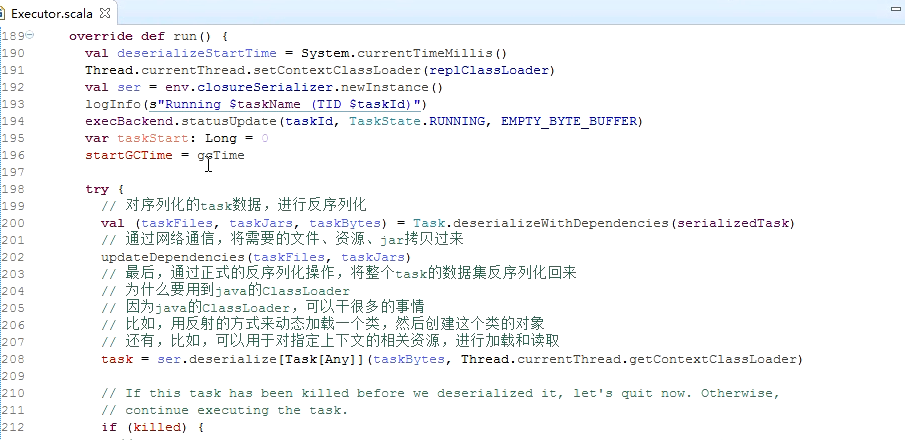 Executor.scala
189 override def run() {
190 val deserializeStartTime = System.currentTimeMillis()
191 Thread.currentThread.setContextClassLoader(replClassLoader)
192 val ser = env.closureSerializer.newInstance()
193 logInfo(s"Running $taskName (TID $taskId)")
194 execBackend.statusUpdate(taskId, TaskState.RUNNING, EMPTY_BYTE_BUFFER)
195 var taskStart: Long = 0
196 startGCTime = gcTime
197
198 try {
199 // 对序列化的task数据，进行反序列化
200 val (taskFiles, taskJars, taskBytes) = Task.deserializeWithDependencies(serializedTask)
201 // 通过网络通信，将需要的文件、资源、jar拷贝过来
202 updateDependencies(taskFiles, taskJars)
203 // 最后，通过正式的反序列化操作，将整个task的数据集反序列化回来
204 // 为什么要用到java的ClassLoader
205 // 因为java的ClassLoader，可以干很多的事情
206 // 比如，用反射的方式来动态加载一个类，然后创建这个类的对象
207 // 还有，比如，可以用于对指定上下文的相关资源，进行加载和读取
208 task = ser.deserialize[Task[Any]](taskBytes, Thread.currentThread.getContextClassLoader)
209
210 // If this task has been killed before we deserialized it, let's quit now. Otherwise,
211 // continue executing the task.
212 if (killed) {